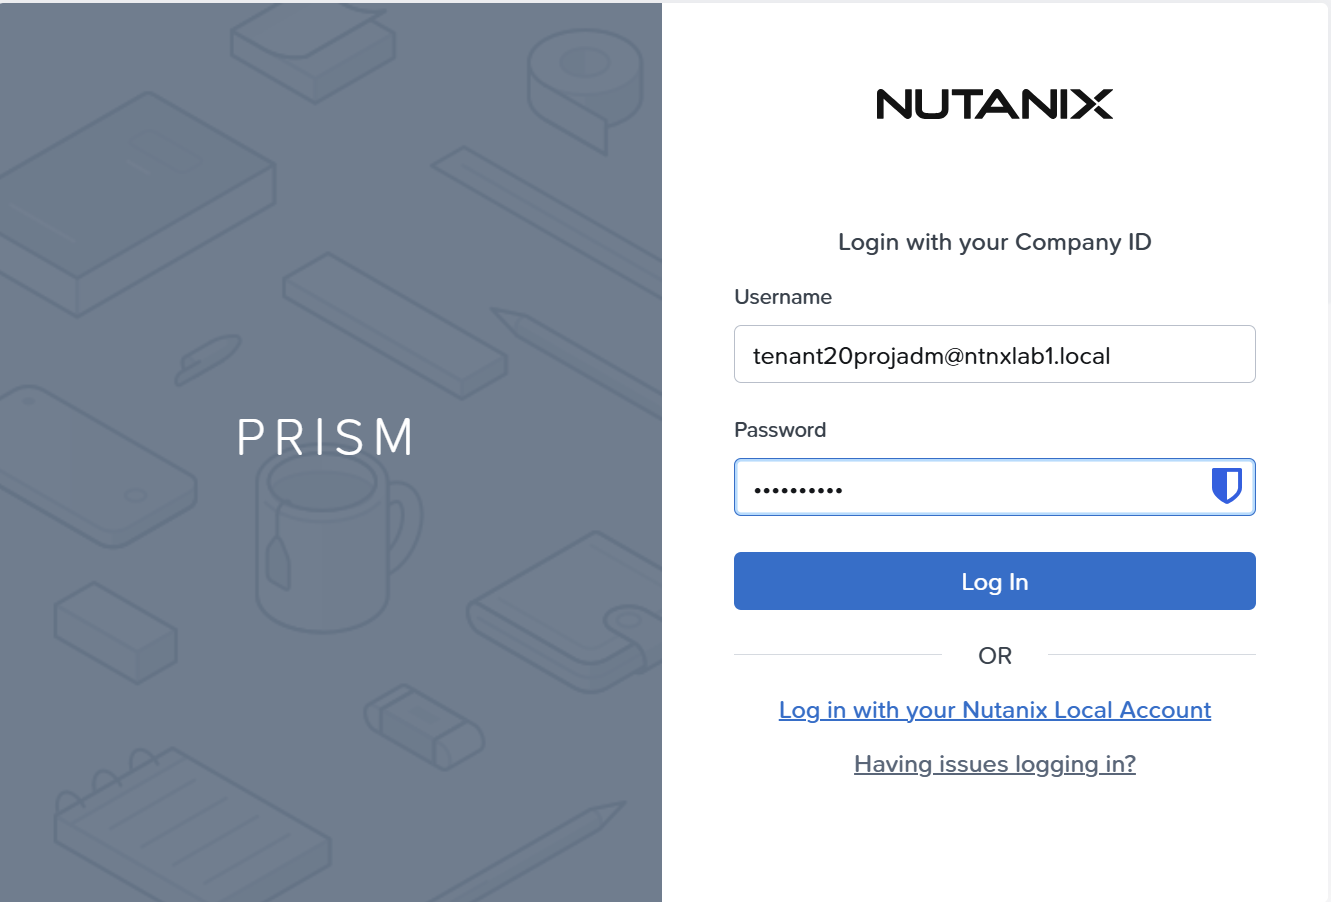 PRISM
NUTANIX
Login with your Company ID
Username
tenant20projadm@ntnxlab1.local
Password
••••••••••
Log In
OR
Log in with your Nutanix Local Account
Having issues logging in?